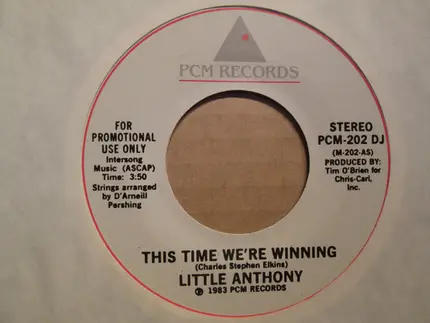 PCM RECORDS
FOR
PROMOTIONAL
USE ONLY
Intersong
Music (ASCAP)
Time: 3:50
Strings arranged
by D'Arneill
Pershing
STEREO
PCM-202 DJ
(M-202-AS)
PRODUCED BY:
Tim O'Brien for
Chris-Carl,
Inc.
THIS TIME WE'RE WINNING
(Charles Stephen Elkins)
LITTLE ANTHONY
℗ 1983 PCM RECORDS